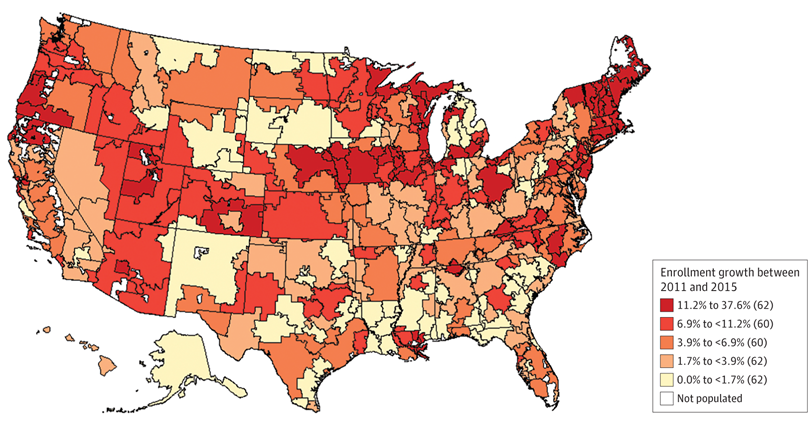 Enrollment growth between
2011 and 2015
11.2% to 37.6% (62)
6.9% to <11.2% (60)
3.9% to <6.9% (60)
1.7% to <3.9% (62)
0.0% to <1.7% (62)
Not populated